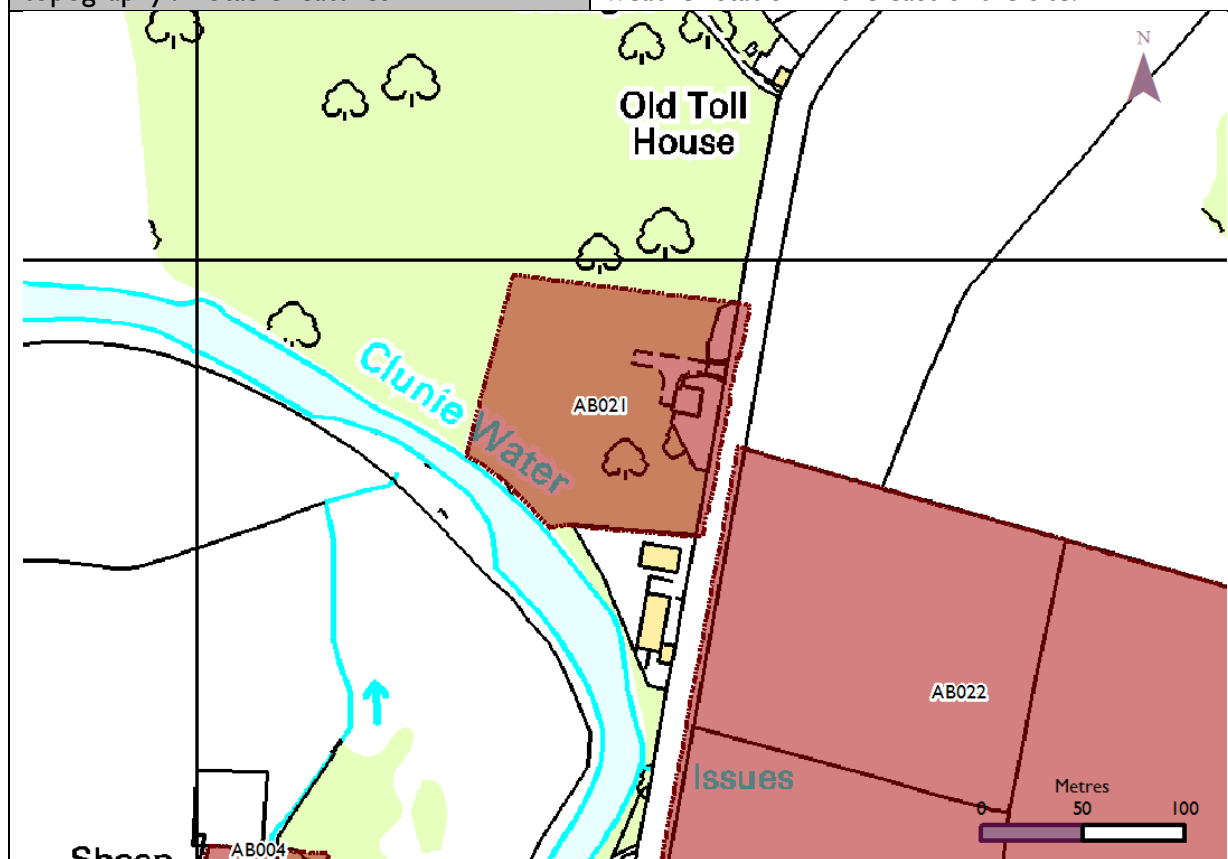 N
Old Toll
House
Clunie Water
AB021
AB022
Issues
Metres
0 50 100
AB004